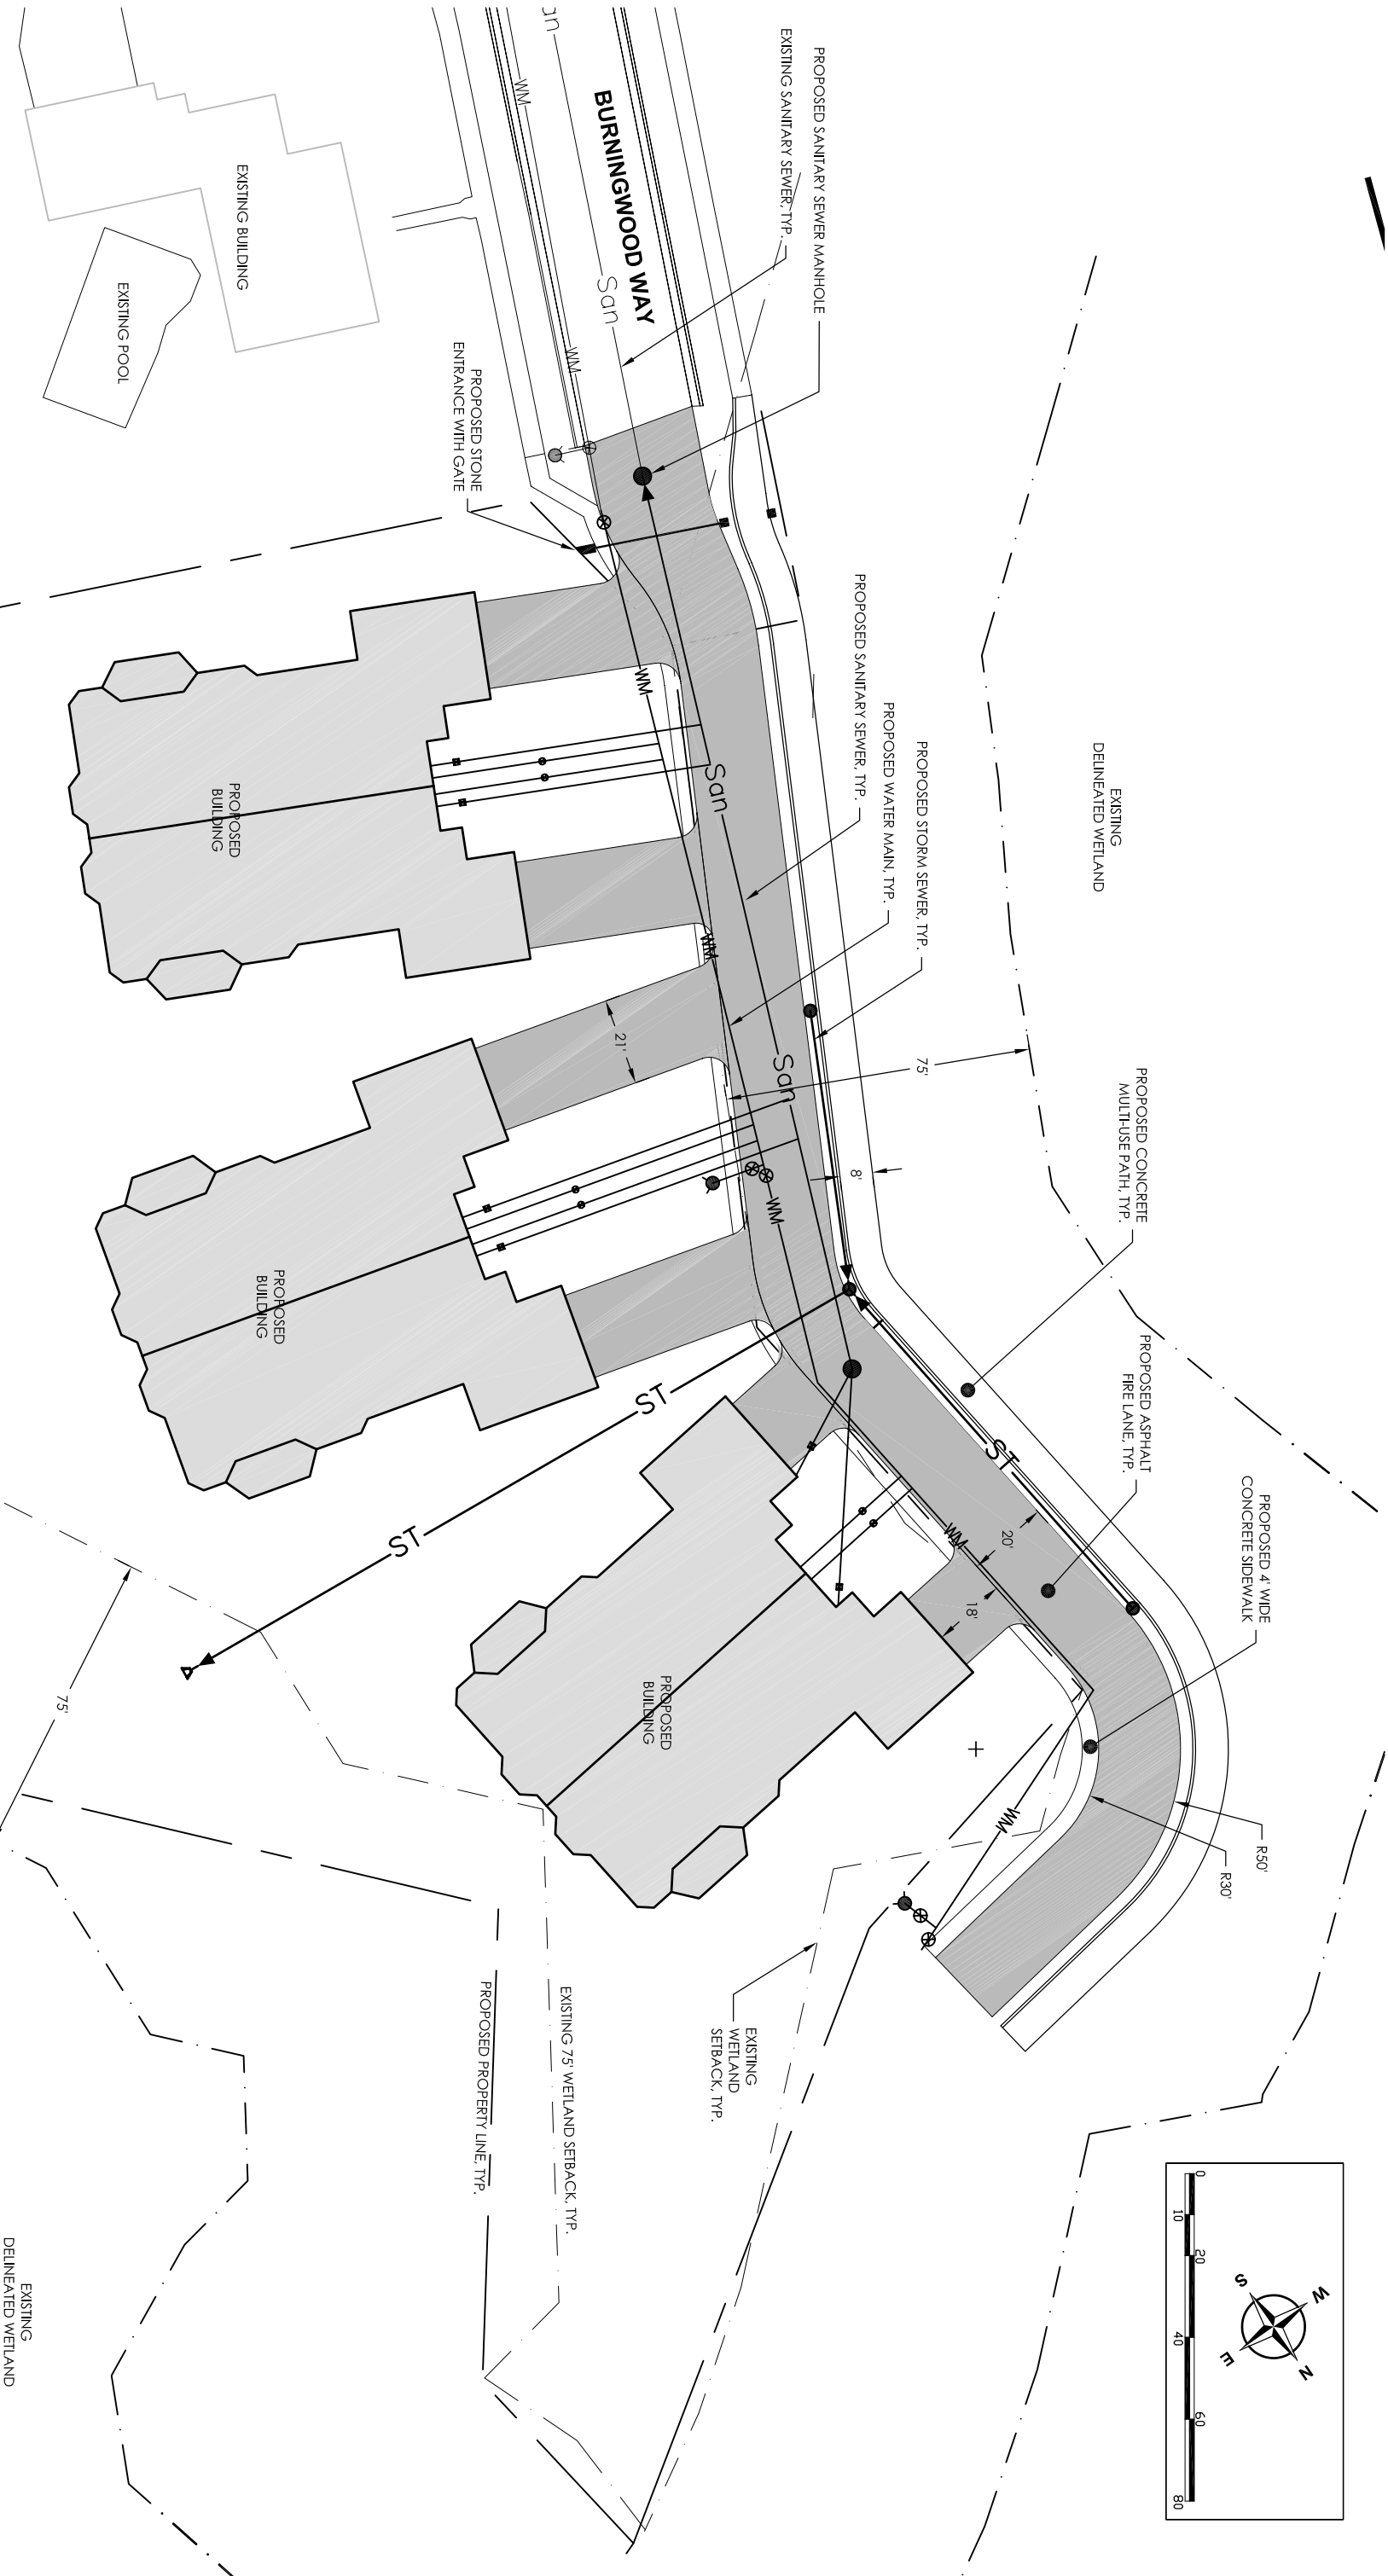 PROPOSED SANITARY SEWER MANHOLE
EXISTING SANITARY SEWER, TYP.
an
San
BURNINGWOOD WAY
WM
WM
EXISTING BUILDING
EXISTING POOL
PROPOSED STONE
ENTRANCE WITH GATE
PROPOSED SANITARY SEWER, TYP.
PROPOSED WATER MAIN, TYP.
PROPOSED STORM SEWER, TYP.
EXISTING
DELINEATED WETLAND
WM
San
WM
San
WM
PROPOSED
BUILDING
21'
75'
8'
PROPOSED CONCRETE
MULTI-USE PATH, TYP.
PROPOSED ASPHALT
FIRE LANE, TYP.
PROPOSED 4' WIDE
CONCRETE SIDEWALK
PROPOSED
BUILDING
ST
ST
ST
WM
20'
18'
PROPOSED
BUILDING
WM
R50'
R30'
75'
EXISTING
WETLAND
SETBACK, TYP.
EXISTING 75' WETLAND SETBACK, TYP.
PROPOSED PROPERTY LINE, TYP.
EXISTING
DELINEATED WETLAND
N
S
E
W
0
10
20
40
60
80